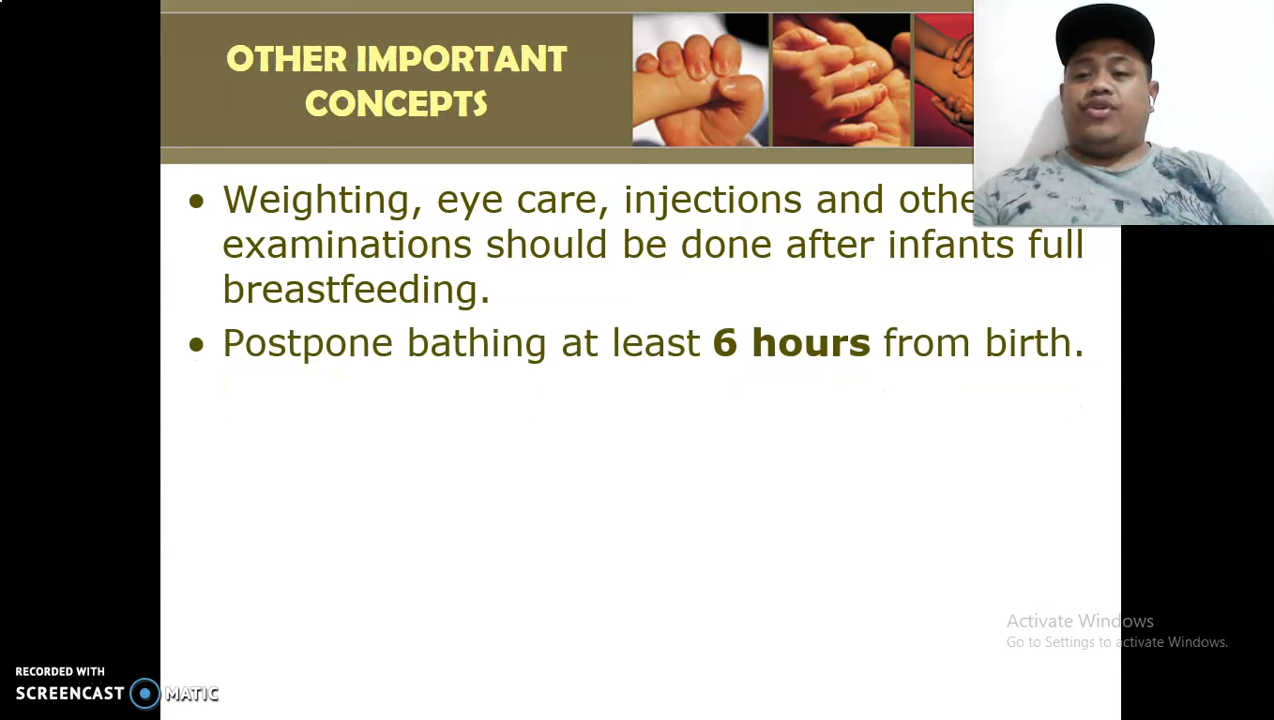 OTHER IMPORTANT
CONCEPTS
• Weighting, eye care, injections and
examinations should be done after infants full
breastfeeding.
• Postpone bathing at least 6 hours from birth.
Activate Windows
Go to Settings to activate Windows.
RECORDED WITH
SCREENCAST MATIC